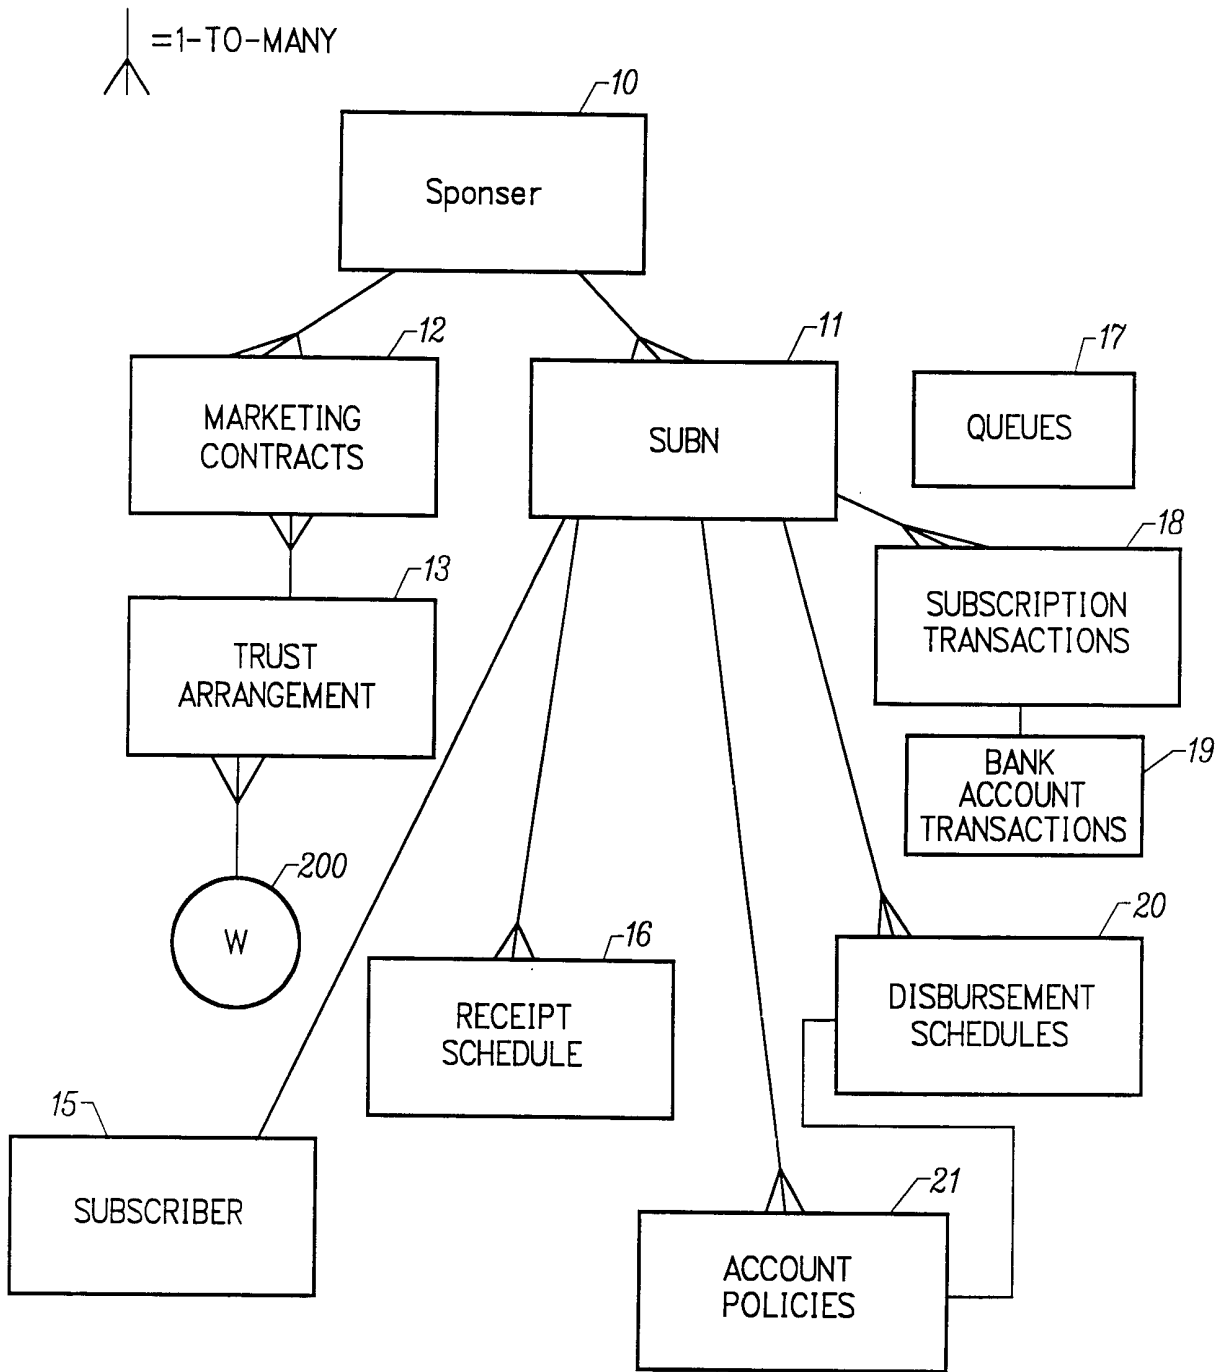 =1-TO-MANY
10
Sponser
12
11
17
MARKETING
CONTRACTS
SUBN
QUEUES
18
13
SUBSCRIPTION
TRANSACTIONS
TRUST
ARRANGEMENT
19
BANK
ACCOUNT
TRANSACTIONS
200
W
20
16
DISBURSEMENT
SCHEDULES
RECEIPT
SCHEDULE
15
21
SUBSCRIBER
ACCOUNT
POLICIES